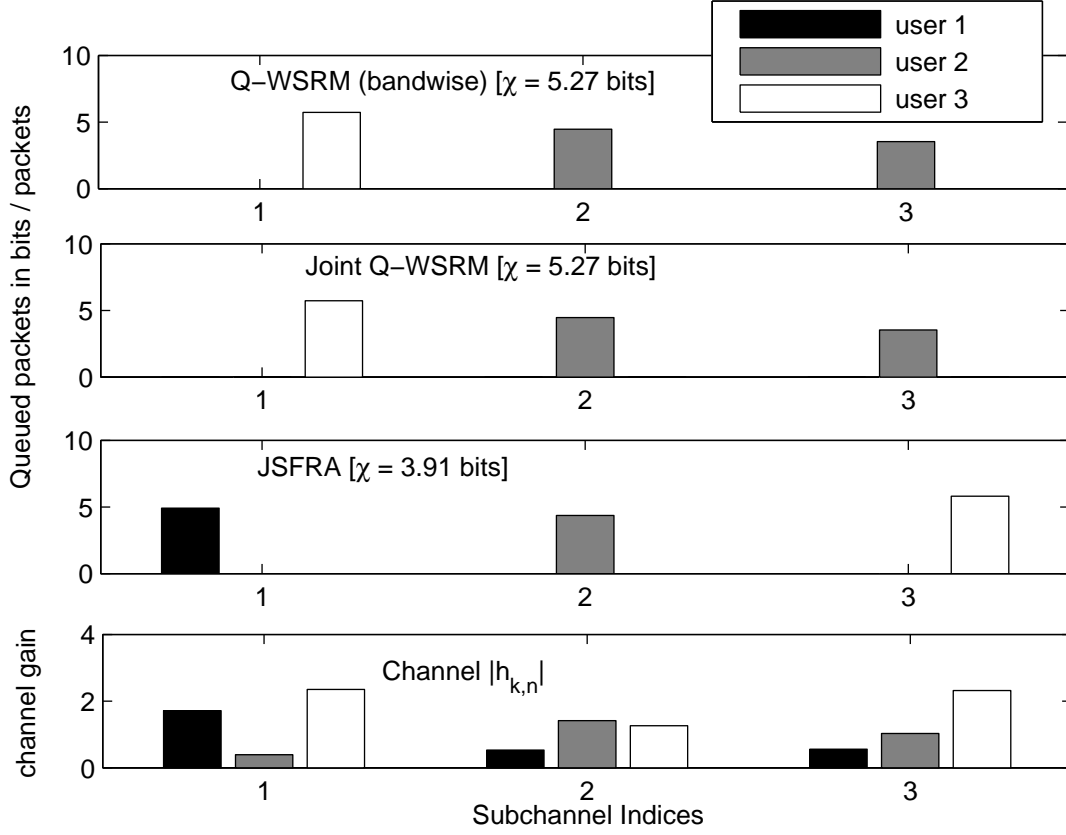 user 1
user 2
user 3
Queued packets in bits / packets
10
5
0
Q−WSRM (bandwise) [χ = 5.27 bits]
1 2 3
10
5
0
Joint Q−WSRM [χ = 5.27 bits]
1 2 3
10
5
0
JSFRA [χ = 3.91 bits]
1 2 3
channel gain
4
2
0
Channel |h_{k,n}|
1 2 3
Subchannel Indices